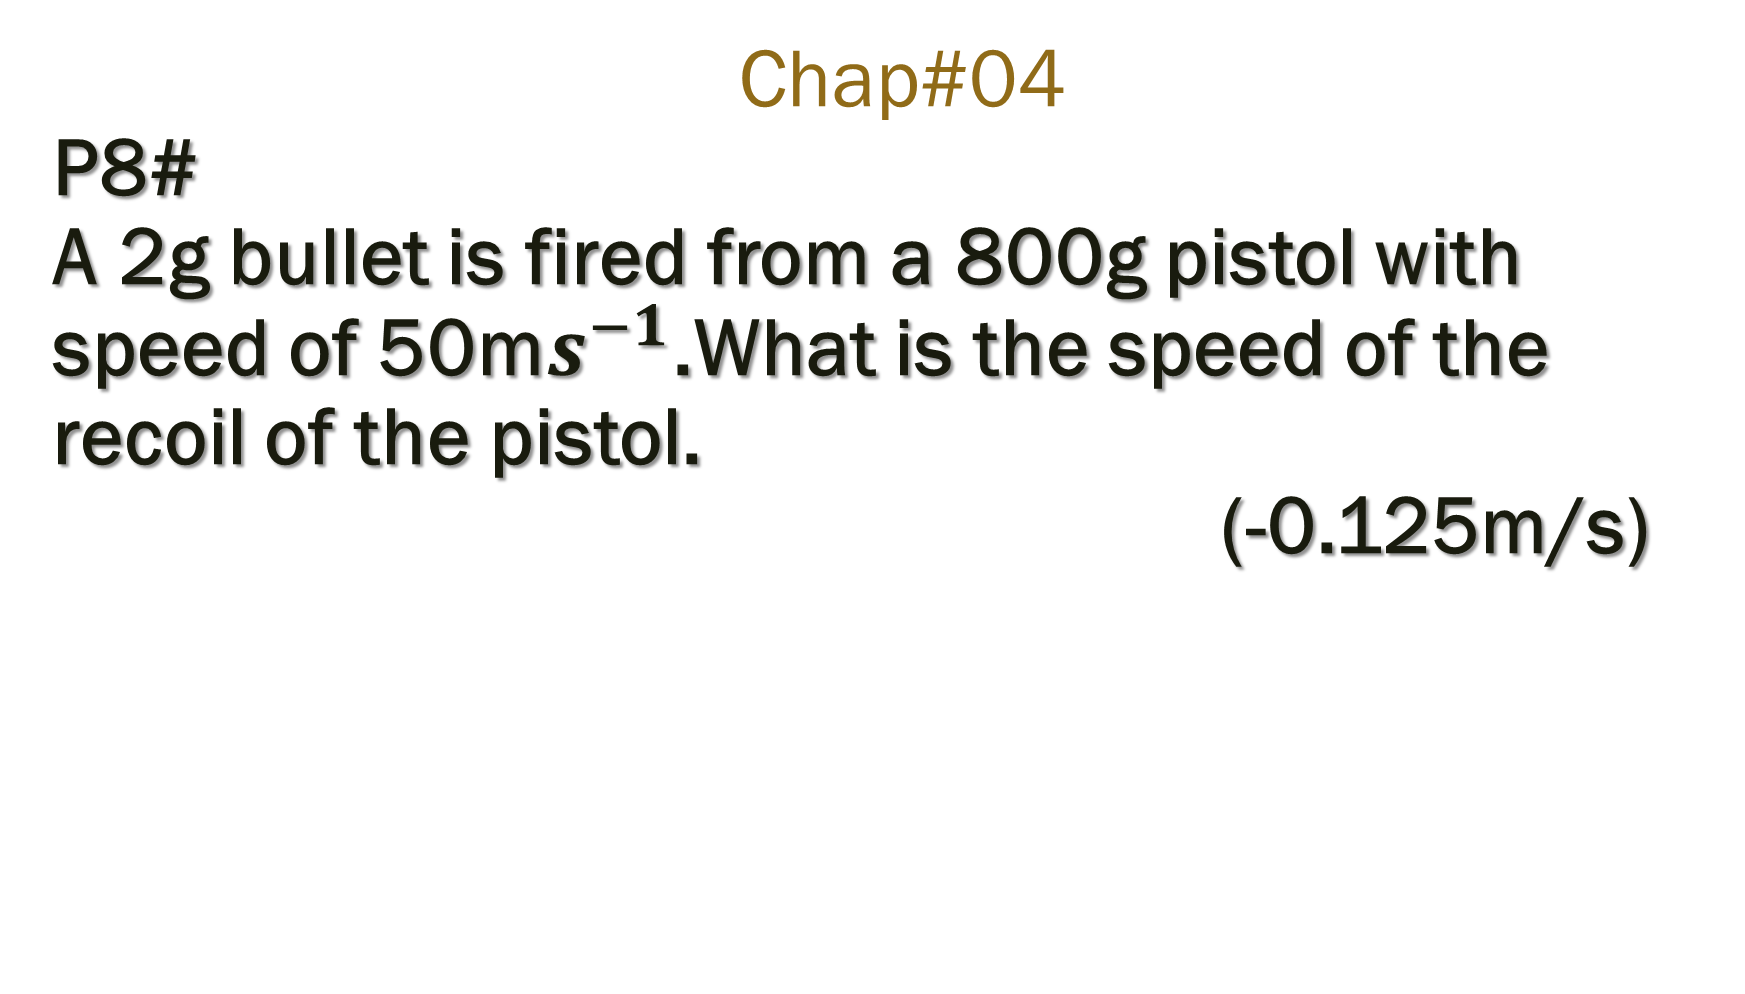 Chap#04
P8#
A 2g bullet is fired from a 800g pistol with
speed of 50m𝒔⁻¹.What is the speed of the
recoil of the pistol.
(-0.125m/s)